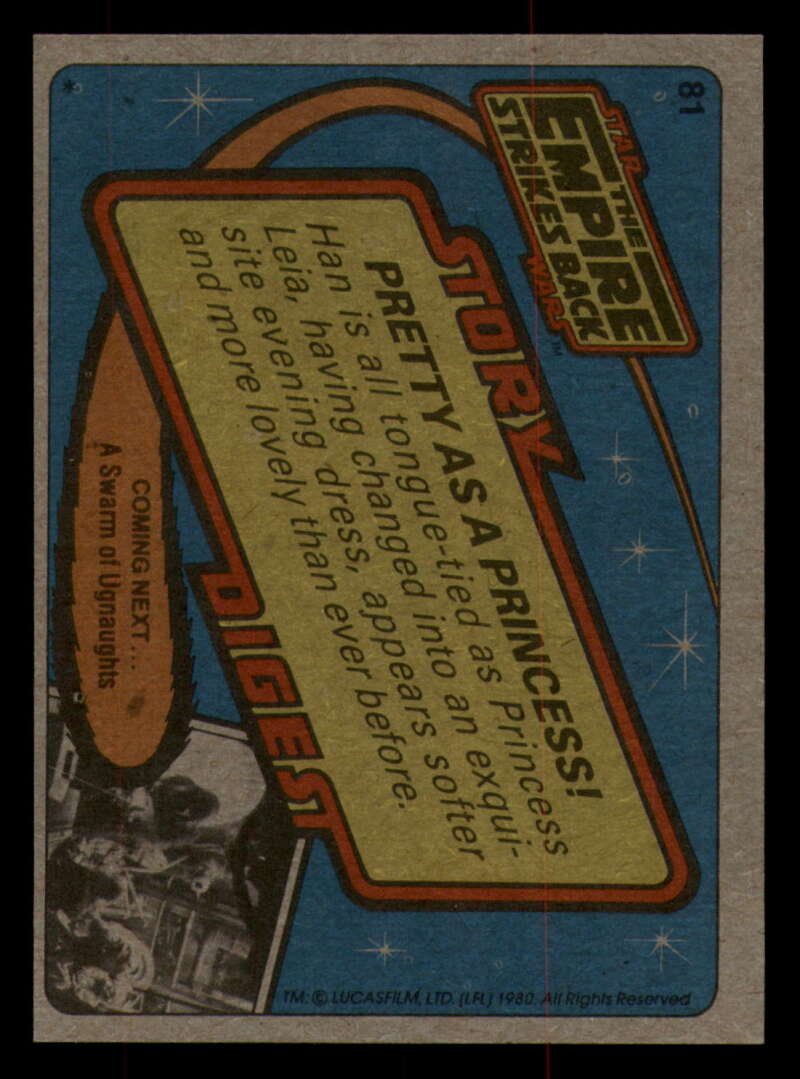 81
STAR
THE
EMPIRE
STRIKES BACK
WARS
™
STORY
PRETTY AS A PRINCESS!
Han is all tongue-tied as Princess
Leia, having changed into an exqui-
site evening dress, appears softer
and more lovely than ever before.
DIGEST
COMING NEXT...
A Swarm of Ugnaughts
*
TM: © LUCASFILM, LTD. (LFL) 1980. All Rights Reserved